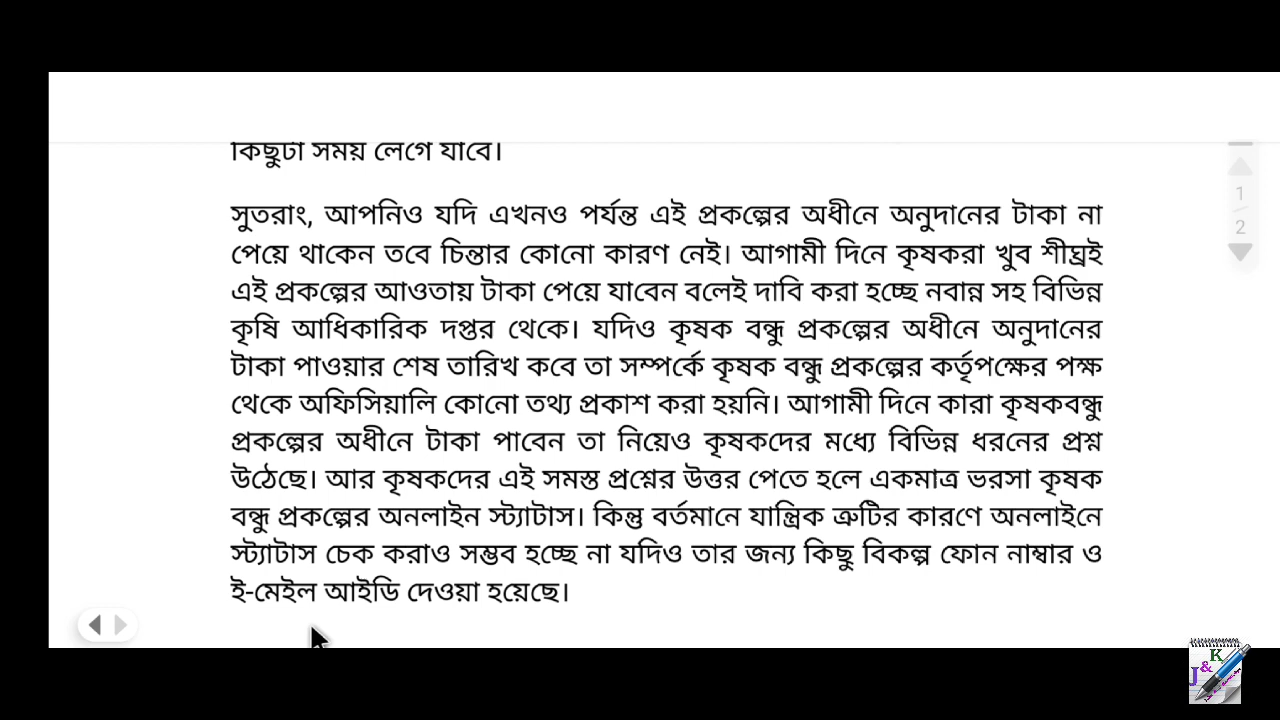 কিছুটা সময় লেগে যাবে।
সুতরাং, আপনিও যদি এখনও পর্যন্ত এই প্রকল্পের অধীনে অনুদানের টাকা না
পেয়ে থাকেন তবে চিন্তার কোনো কারণ নেই। আগামী দিনে কৃষকরা খুব শীঘ্রই
এই প্রকল্পের আওতায় টাকা পেয়ে যাবেন বলেই দাবি করা হচ্ছে নবান্ন সহ বিভিন্ন
কৃষি আধিকারিক দপ্তর থেকে। যদিও কৃষক বন্ধু প্রকল্পের অধীনে অনুদানের
টাকা পাওয়ার শেষ তারিখ কবে তা সম্পর্কে কৃষক বন্ধু প্রকল্পের কর্তৃপক্ষের পক্ষ
থেকে অফিসিয়ালি কোনো তথ্য প্রকাশ করা হয়নি। আগামী দিনে কারা কৃষকবন্ধু
প্রকল্পের অধীনে টাকা পাবেন তা নিয়েও কৃষকদের মধ্যে বিভিন্ন ধরনের প্রশ্ন
উঠেছে। আর কৃষকদের এই সমস্ত প্রশ্নের উত্তর পেতে হলে একমাত্র ভরসা কৃষক
বন্ধু প্রকল্পের অনলাইন স্ট্যাটাস। কিন্তু বর্তমানে যান্ত্রিক ত্রুটির কারণে অনলাইনে
স্ট্যাটাস চেক করাও সম্ভব হচ্ছে না যদিও তার জন্য কিছু বিকল্প ফোন নাম্বার ও
ই-মেইল আইডি দেওয়া হয়েছে।
1
2
J&K